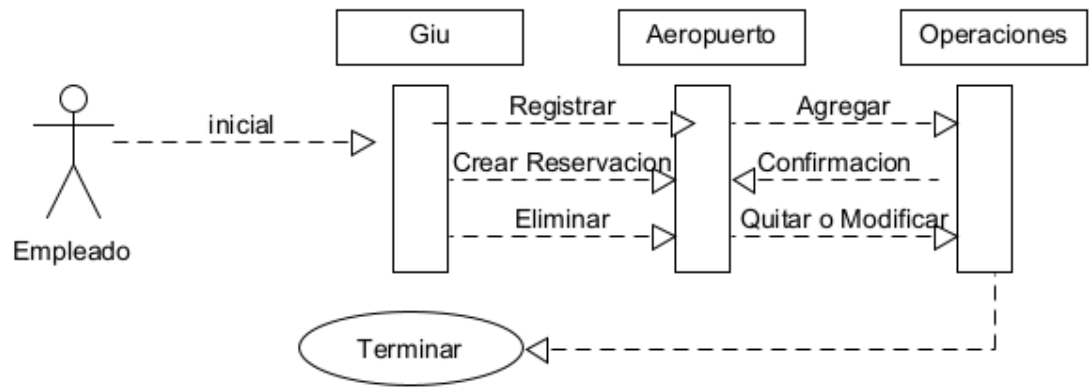 Giu
Aeropuerto
Operaciones
inicial
Registrar
Agregar
Crear Reservacion
Confirmacion
Eliminar
Quitar o Modificar
Empleado
Terminar